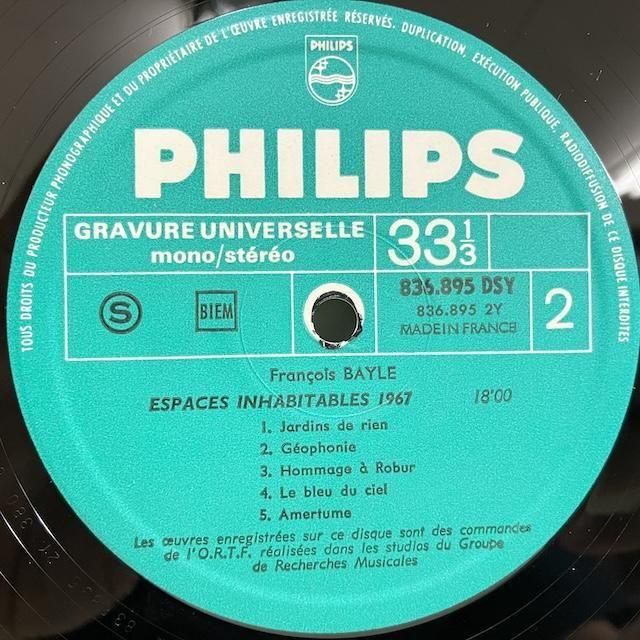 TOUS DROITS DU PRODUCTEUR PHONOGRAPHIQUE ET DU PROPRIÉTAIRE DE L'ŒUVRE ENREGISTRÉE RÉSERVÉS. DUPLICATION, EXÉCUTION PUBLIQUE, RADIODIFFUSION DE CE DISQUE INTERDITES
PHILIPS
PHILIPS
GRAVURE UNIVERSELLE
mono/stéréo
33 1/3
S
BIEM
836.895 DSY
836.895 2Y
MADE IN FRANCE
2
François BAYLE
ESPACES INHABITABLES 1967 18'00
1. Jardins de rien
2. Géophonie
3. Hommage à Robur
4. Le bleu du ciel
5. Amertume
Les œuvres enregistrées sur ce disque sont des commandes
de l'O.R.T.F. réalisées dans les studios du Groupe
de Recherches Musicales